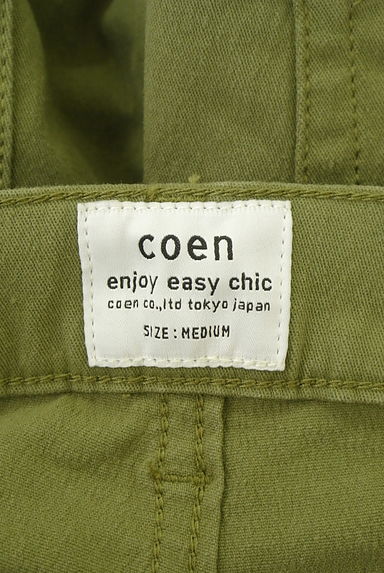 coen
enjoy easy chic
coen co.,ltd tokyo japan
SIZE : MEDIUM